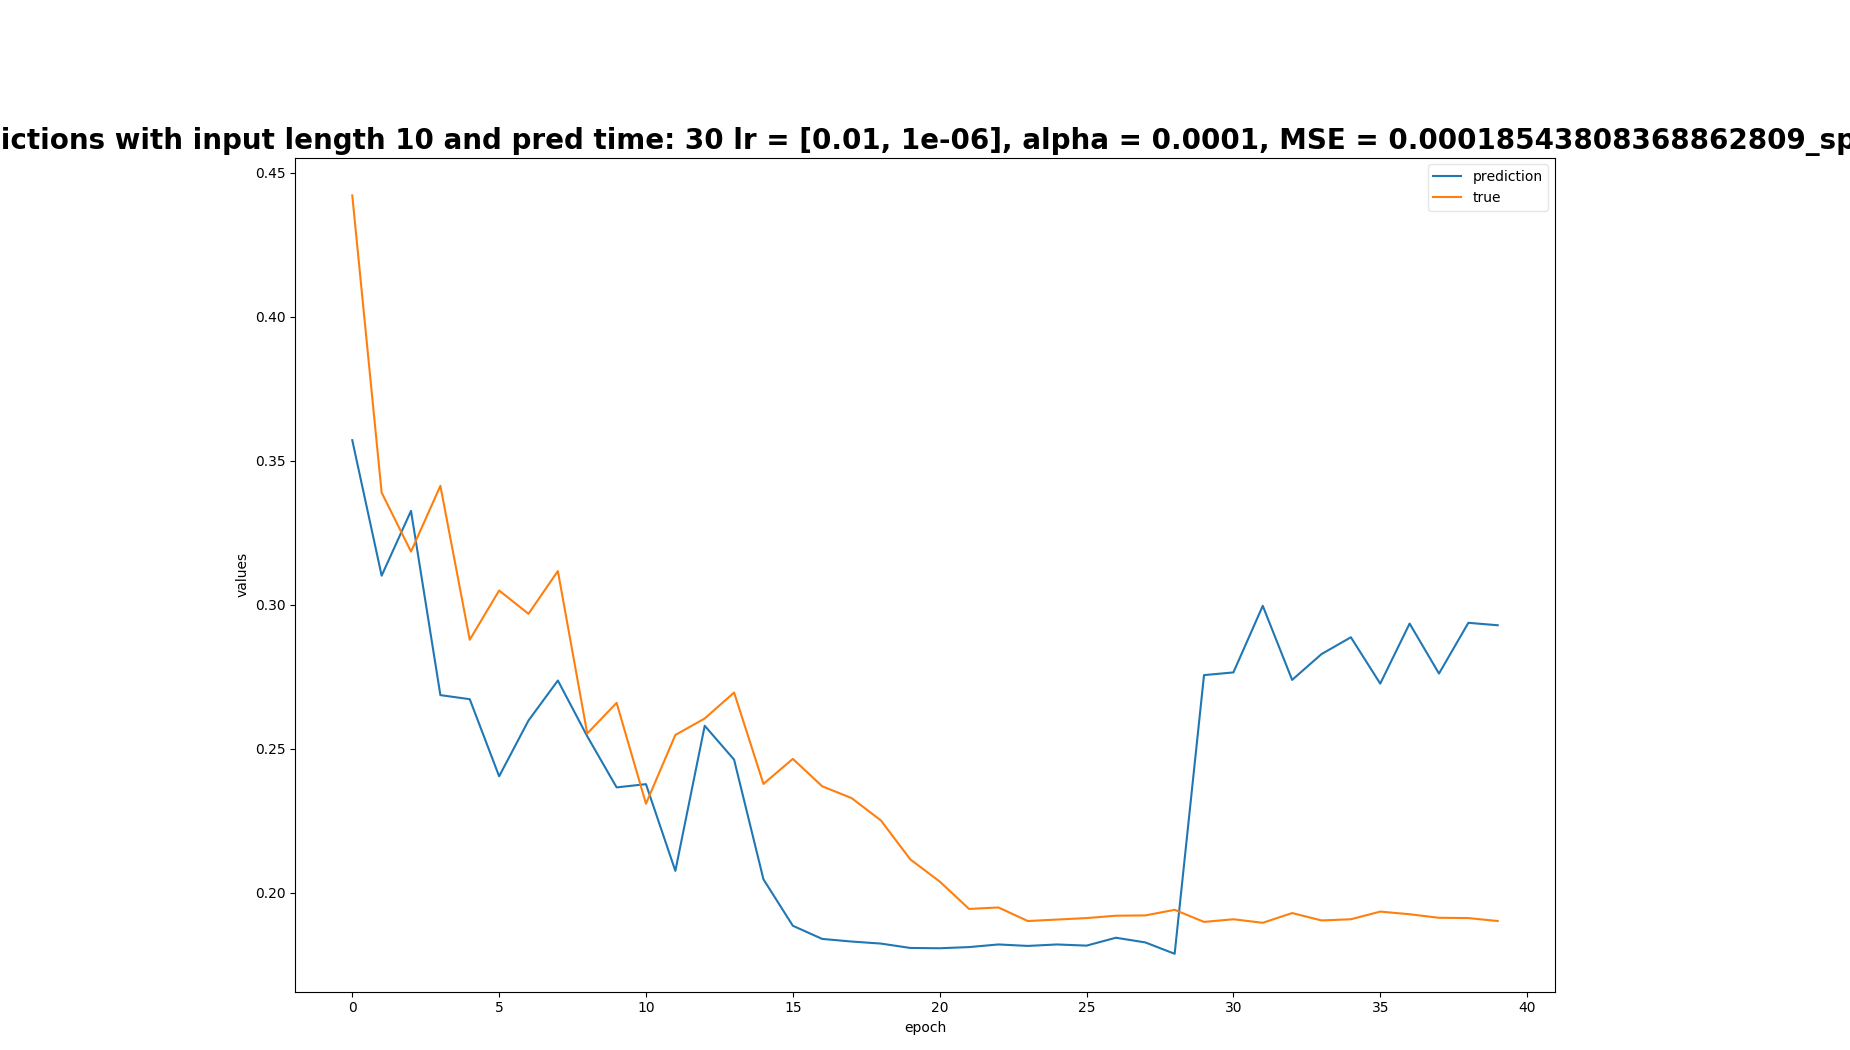 ictions with input length 10 and pred time: 30 lr = [0.01, 1e-06], alpha = 0.0001, MSE = 0.00018543808368862809_sp
prediction
true
0.45
0.40
0.35
0.30
0.25
0.20
values
0 5 10 15 20 25 30 35 40
epoch